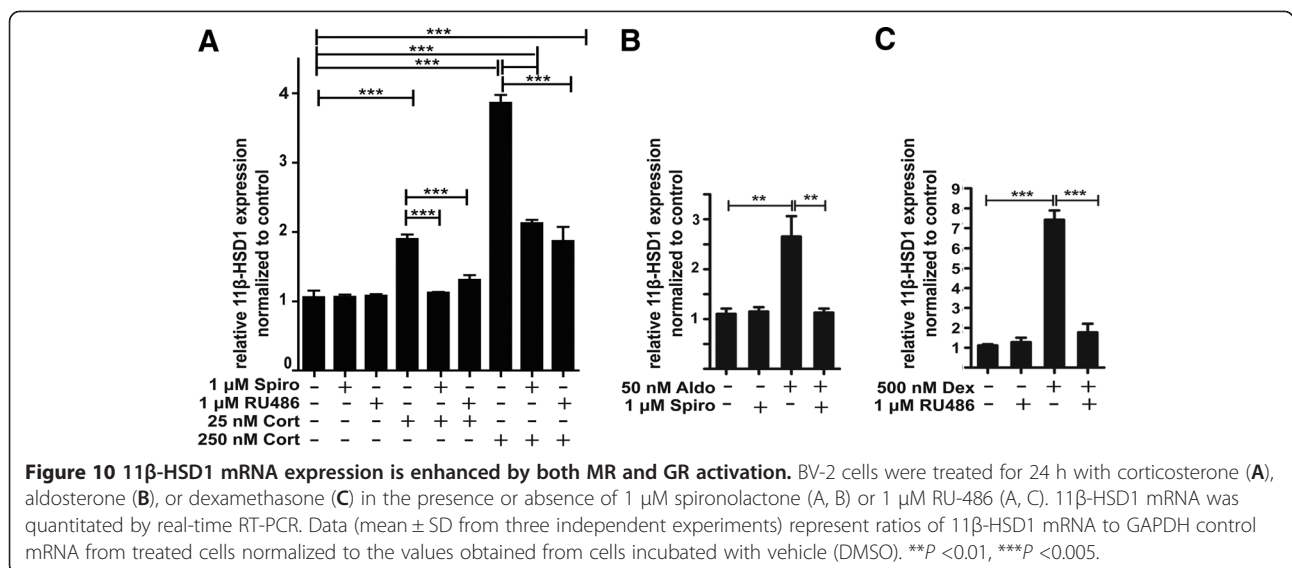 A
B
C
***
***
***
***
***
***
***
relative 11β-HSD1 expression
normalized to control
4
3
2
1
0
1 µM Spiro - + - - + - - + -
1 µM RU486 - - + - - + - - +
25 nM Cort - - - + + + - - -
250 nM Cort - - - - - - + + +
relative 11β-HSD1 expression
normalized to control
** **
3
2
1
50 nM Aldo - - + +
1 µM Spiro - + - +
relative 11β-HSD1 expression
normalized to control
*** ***
9
8
7
6
5
4
3
2
1
500 nM Dex - - + +
1 µM RU486 - + - +
Figure 10 11β-HSD1 mRNA expression is enhanced by both MR and GR activation. BV-2 cells were treated for 24 h with corticosterone (A),
aldosterone (B), or dexamethasone (C) in the presence or absence of 1 μM spironolactone (A, B) or 1 μM RU-486 (A, C). 11β-HSD1 mRNA was
quantitated by real-time RT-PCR. Data (mean ± SD from three independent experiments) represent ratios of 11β-HSD1 mRNA to GAPDH control
mRNA from treated cells normalized to the values obtained from cells incubated with vehicle (DMSO). **P <0.01, ***P <0.005.